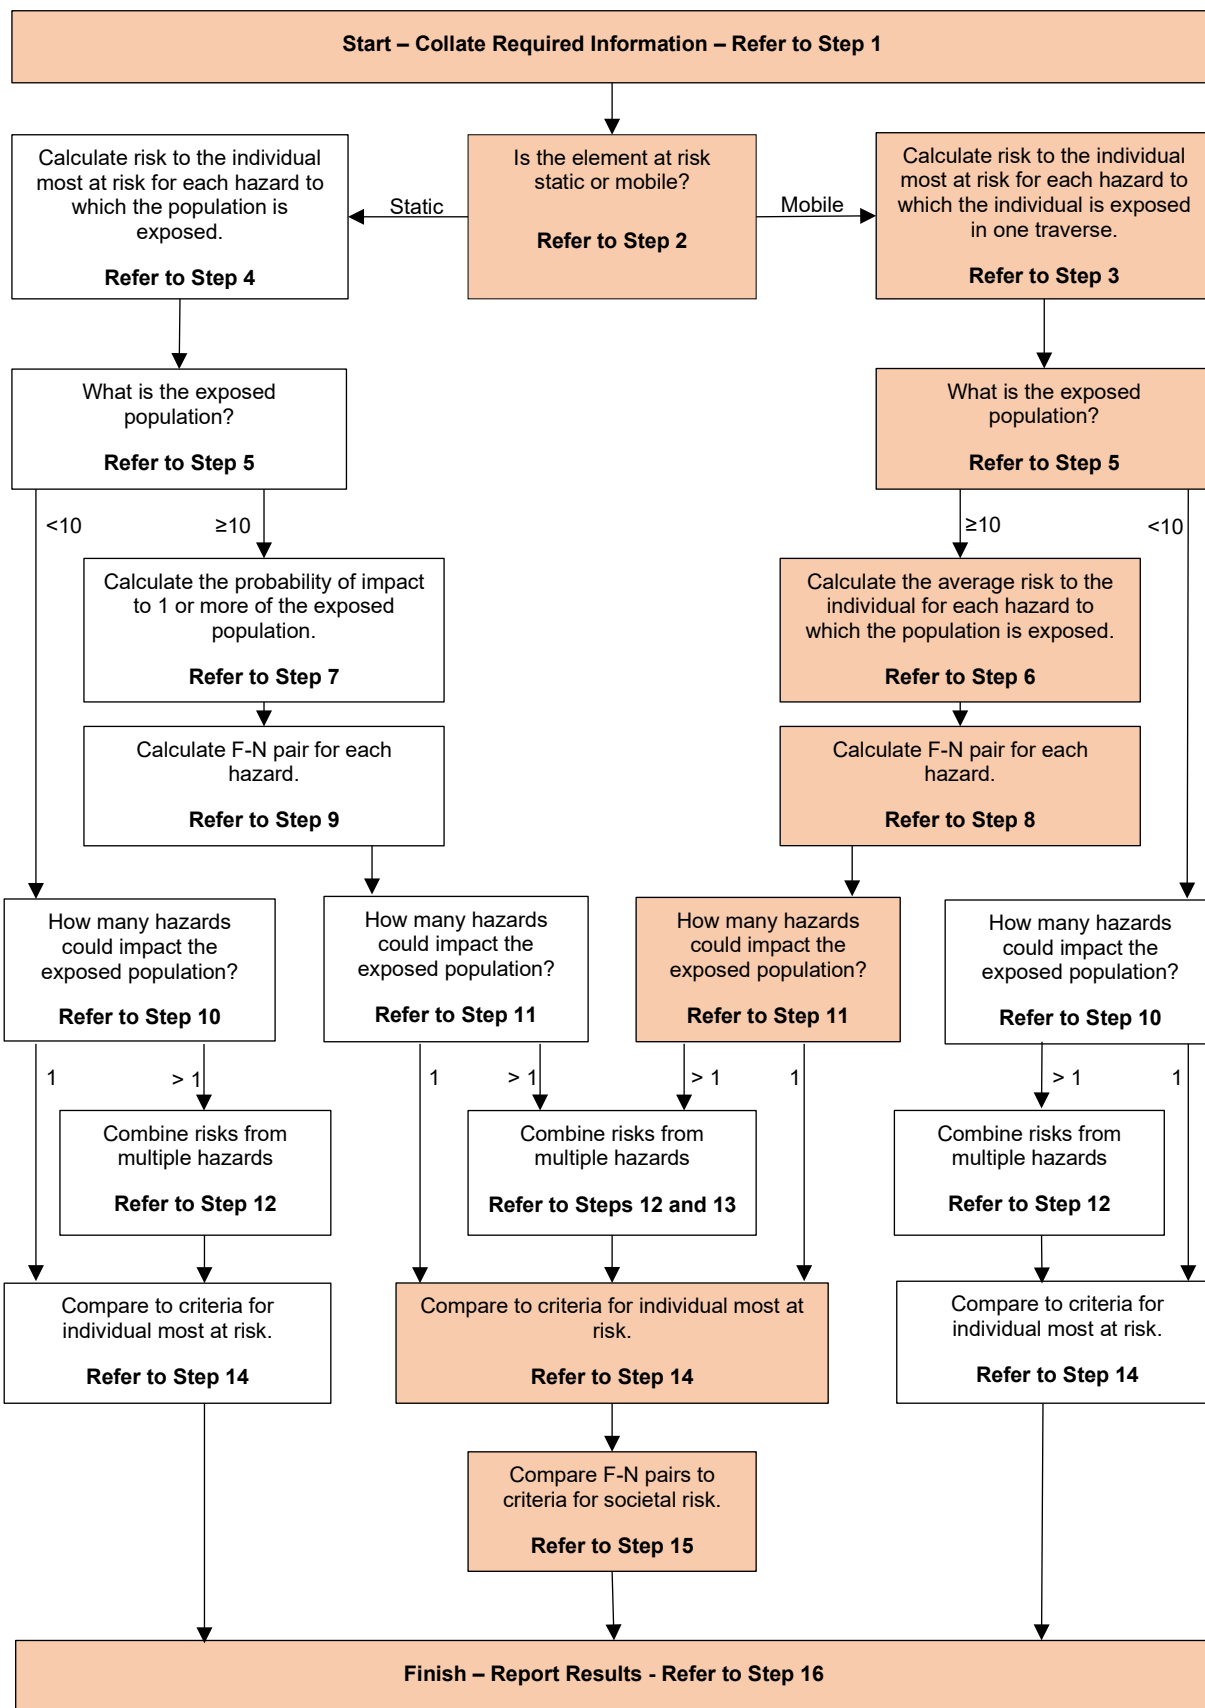 Start – Collate Required Information – Refer to Step 1
Calculate risk to the individual
most at risk for each hazard to
which the population is
exposed.
Refer to Step 4
Static
Is the element at risk
static or mobile?
Refer to Step 2
Mobile
Calculate risk to the individual
most at risk for each hazard to
which the individual is exposed
in one traverse.
Refer to Step 3
What is the exposed
population?
Refer to Step 5
What is the exposed
population?
Refer to Step 5
<10
≥10
≥10
<10
Calculate the probability of impact
to 1 or more of the exposed
population.
Refer to Step 7
Calculate the average risk to the
individual for each hazard to
which the population is exposed.
Refer to Step 6
Calculate F-N pair for each
hazard.
Refer to Step 9
Calculate F-N pair for each
hazard.
Refer to Step 8
How many hazards
could impact the
exposed population?
Refer to Step 10
How many hazards
could impact the
exposed population?
Refer to Step 11
How many hazards
could impact the
exposed population?
Refer to Step 11
How many hazards
could impact the
exposed population?
Refer to Step 10
1
> 1
1
> 1
> 1
1
> 1
1
Combine risks from
multiple hazards
Refer to Step 12
Combine risks from
multiple hazards
Refer to Steps 12 and 13
Combine risks from
multiple hazards
Refer to Step 12
Compare to criteria for
individual most at risk.
Refer to Step 14
Compare to criteria for individual most at
risk.
Refer to Step 14
Compare to criteria for
individual most at risk.
Refer to Step 14
Compare F-N pairs to
criteria for societal risk.
Refer to Step 15
Finish – Report Results - Refer to Step 16